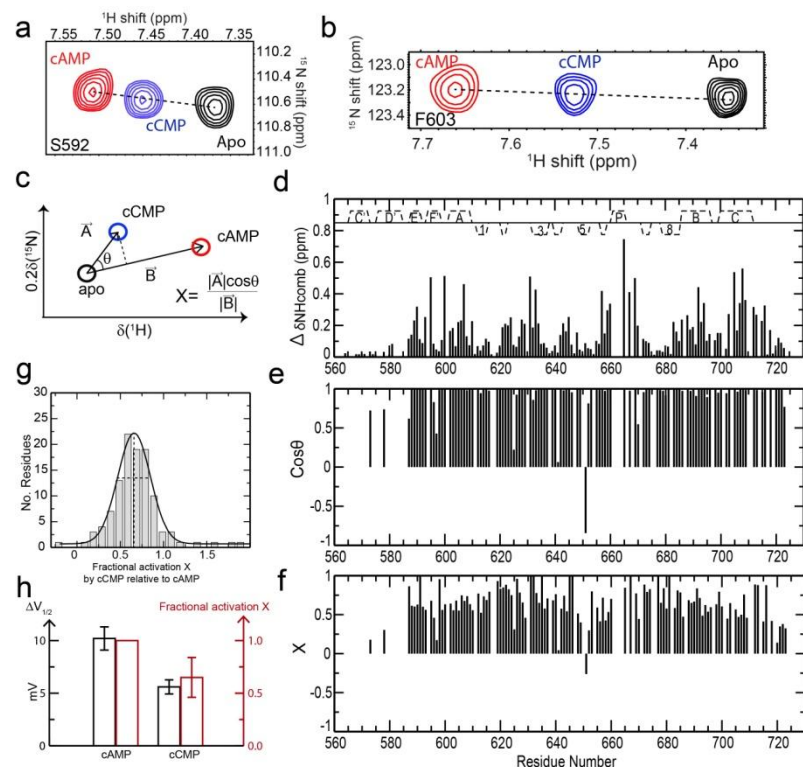 a
¹H shift (ppm)
7.55 7.50 7.45 7.40 7.35
cAMP
cCMP
Apo
S592
110.2
110.4
110.6
110.8
111.0
¹⁵N shift (ppm)
b
¹⁵N shift (ppm)
123.0
123.2
123.4
cAMP
cCMP
Apo
F603
7.7 7.6 7.5 7.4
¹H shift (ppm)
c
0.2δ(¹⁵N)
cCMP
cAMP
A
θ
B
apo
X= |A|cosθ
|B|
δ(¹H)
d
C' D' E' F' A 1 3 6 P 8 B C
Δ δNHcomb (ppm)
1
0.8
0.6
0.4
0.2
0
560 580 600 620 640 660 680 700 720
e
Cosθ
1
0.5
0
-0.5
-1
560 580 600 620 640 660 680 700 720
f
X
1
0.5
0
-0.5
-1
560 580 600 620 640 660 680 700 720
Residue Number
g
No. Residues
30
25
20
15
10
5
0
0.0 0.5 1.0 1.5
Fractional activation X
by cCMP relative to cAMP
h
ΔV1/2
Fractional activation X
mV
10
5
0
1.0
0.5
0.0
cAMP cCMP